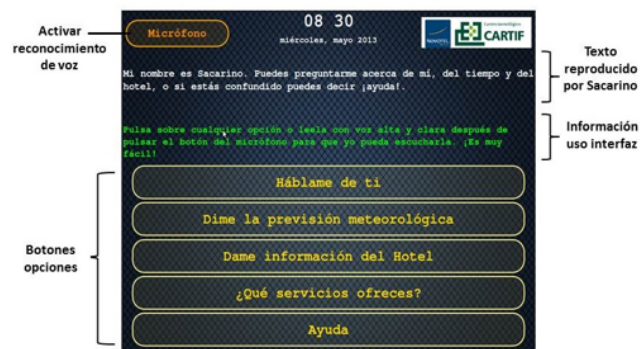 Activar
reconocimiento
de voz
Micrófono
08 30
miércoles, mayo 2013
NOVOTEL
Centro tecnológico
CARTIF
Mi nombre es Sacarino. Puedes preguntarme acerca de mí, del tiempo y del
hotel, o si estás confundido puedes decir ¡ayuda!.
Texto
reproducido
por Sacarino
Pulsa sobre cualquier opción o leela con voz alta y clara después de
pulsar el botón del micrófono para que yo pueda escucharla. ¡Es muy
fácil!
Información
uso interfaz
Botones
opciones
Háblame de ti
Dime la previsión meteorológica
Dame información del Hotel
¿Qué servicios ofreces?
Ayuda